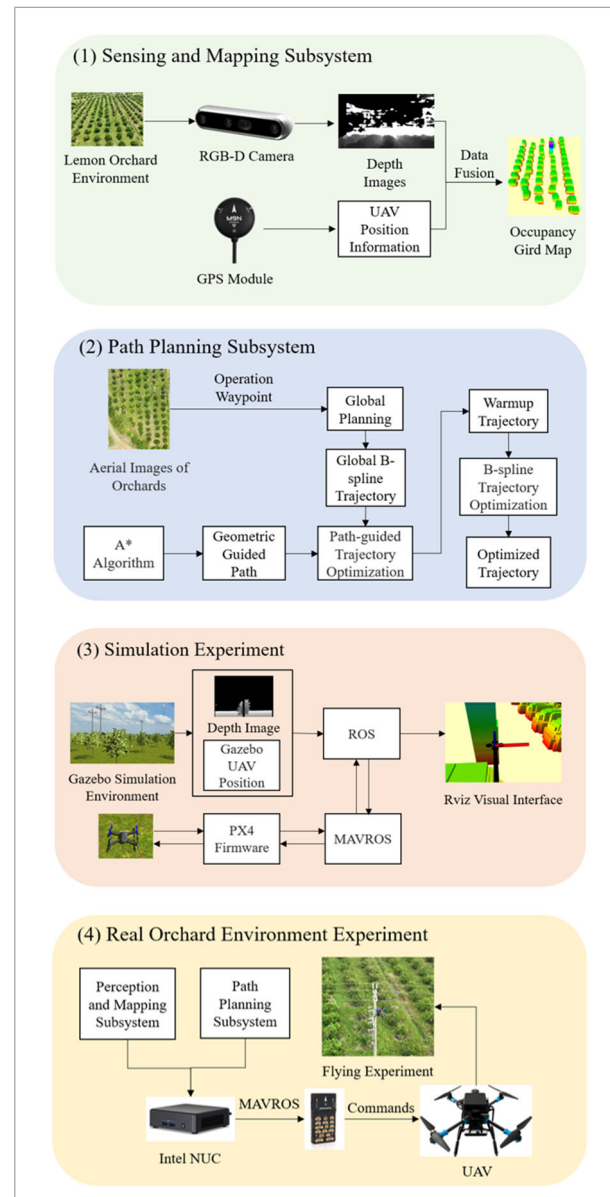 (1) Sensing and Mapping Subsystem
Lemon Orchard
Environment
RGB-D Camera
Depth
Images
Data
Fusion
M9N
GPS Module
UAV
Position
Information
Occupancy
Gird Map
(2) Path Planning Subsystem
Operation
Waypoint
Aerial Images of
Orchards
Global
Planning
Global B-
spline
Trajectory
Warmup
Trajectory
B-spline
Trajectory
Optimization
A*
Algorithm
Geometric
Guided
Path
Path-guided
Trajectory
Optimization
Optimized
Trajectory
(3) Simulation Experiment
Gazebo Simulation
Environment
Depth Image
Gazebo
UAV
Position
ROS
Rviz Visual Interface
PX4
Firmware
MAVROS
(4) Real Orchard Environment Experiment
Perception
and Mapping
Subsystem
Path
Planning
Subsystem
Flying Experiment
Intel NUC
MAVROS
Commands
UAV